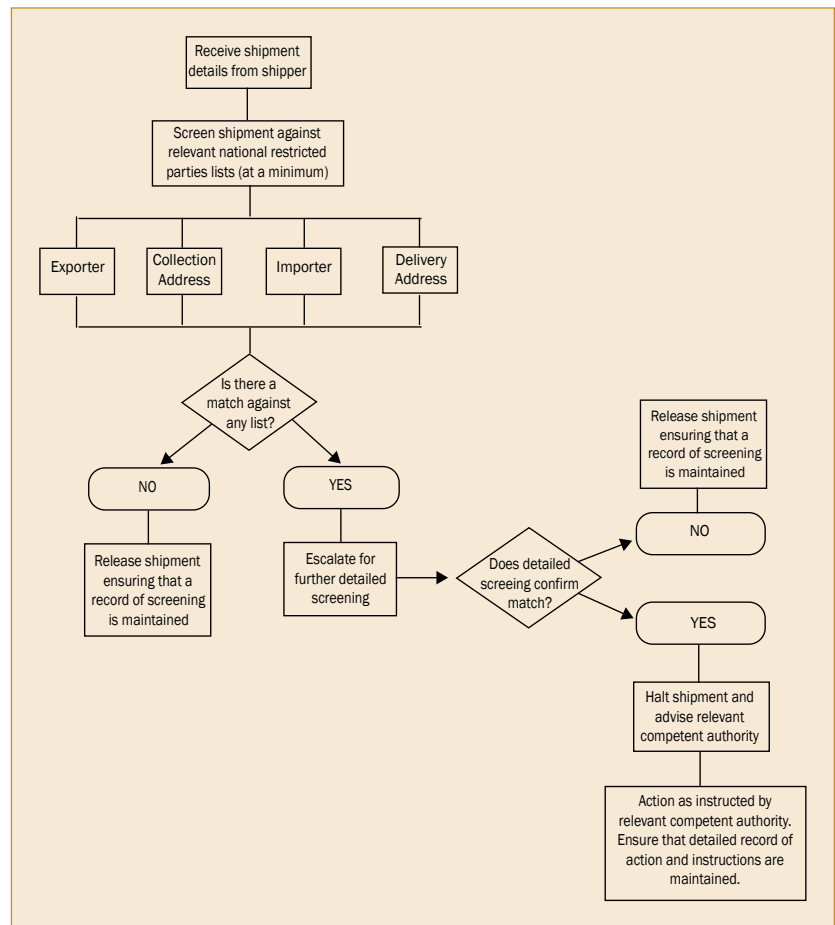 Receive shipment
details from shipper
Screen shipment against
relevant national restricted
parties lists (at a minimum)
Exporter
Collection
Address
Importer
Delivery
Address
Is there a
match against
any list?
NO
YES
Release shipment
ensuring that a
record of screening
is maintained
Escalate for
further detailed
screening
Does detailed
screeing confirm
match?
Release shipment
ensuring that a
record of screening
is maintained
NO
YES
Halt shipment and
advise relevant
competent authority
Action as instructed by
relevant competent authority.
Ensure that detailed record of
action and instructions are
maintained.